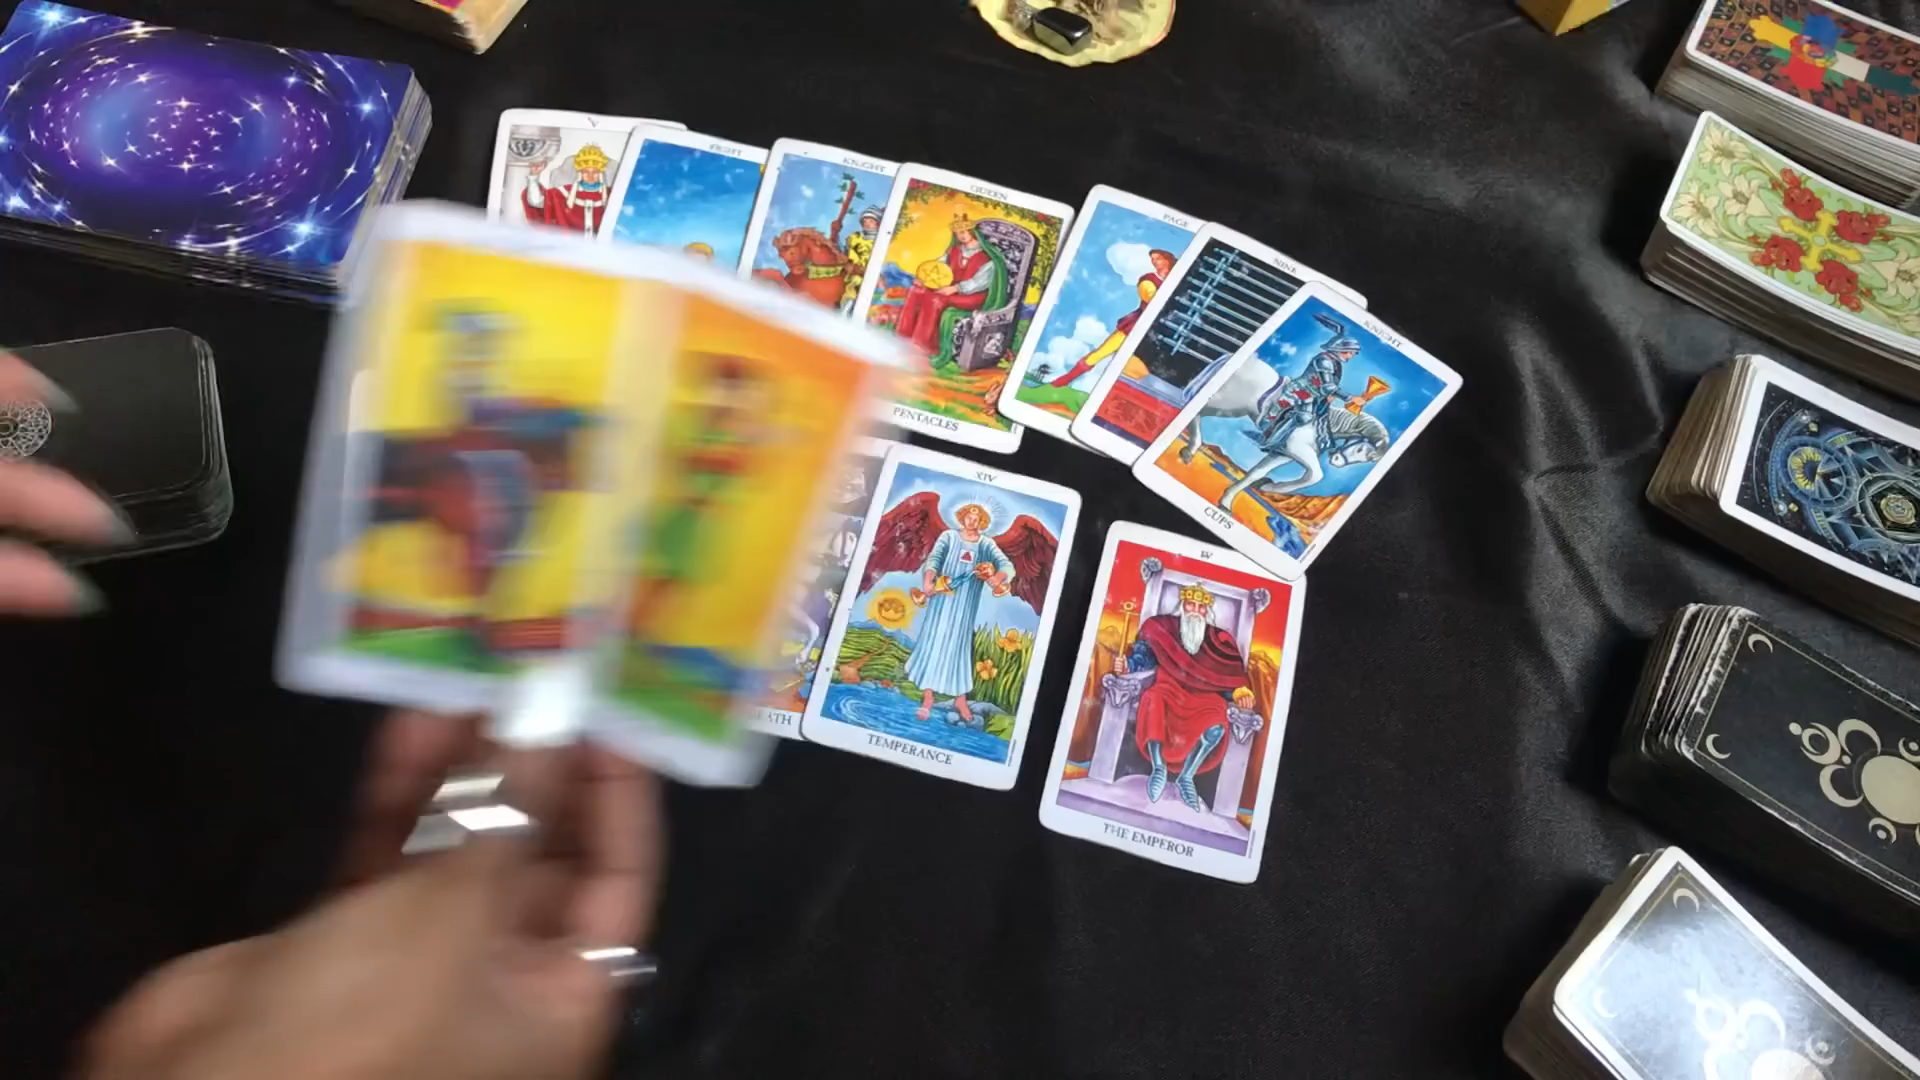 V
EIGHT
KNIGHT
QUEEN
PAGE
NINE
KNIGHT
PENTACLES
CUPS
XIV
IV
TEMPERANCE
THE EMPEROR